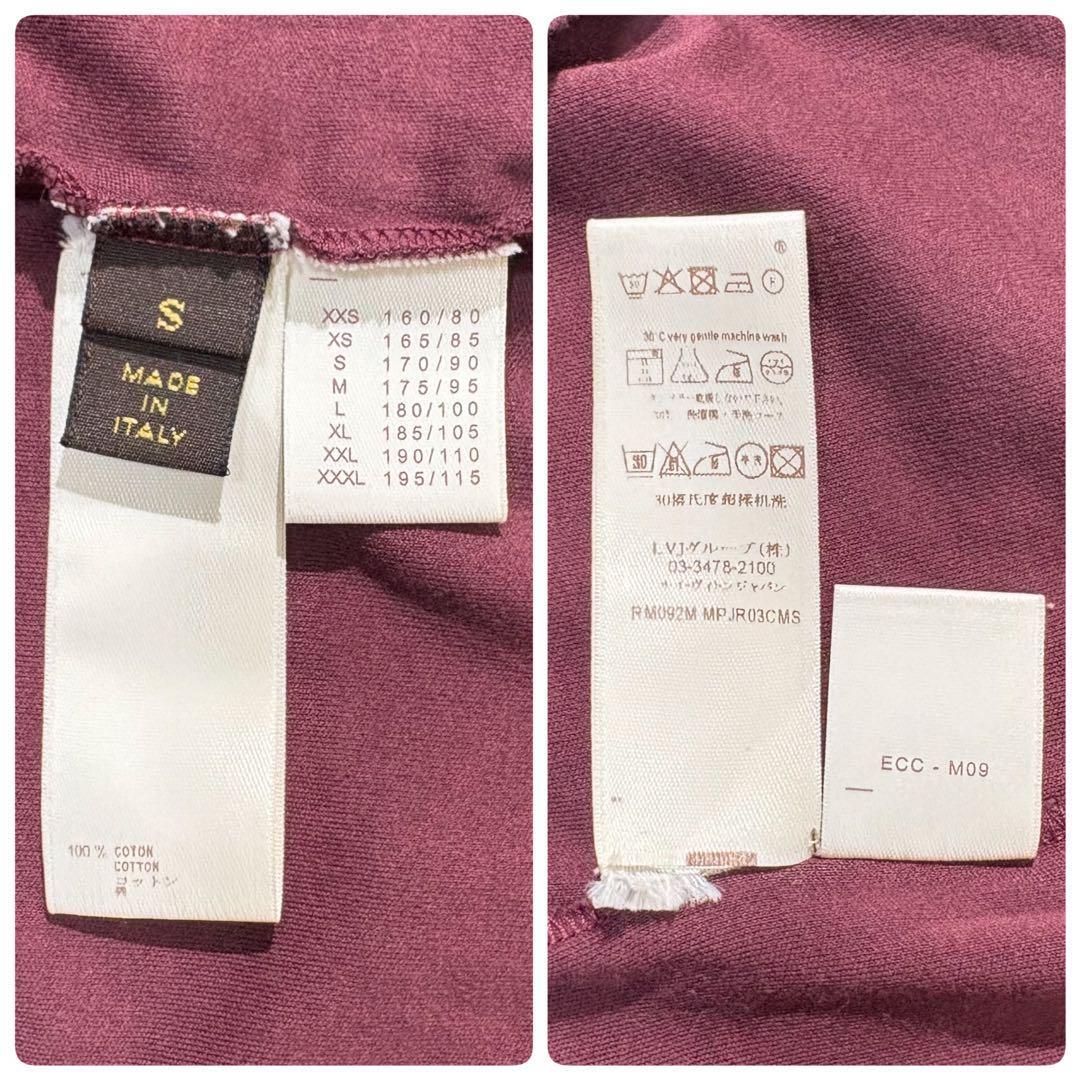 S
MADE
IN
ITALY
XXS 160/80
XS 165/85
S 170/90
M 175/95
L 180/100
XL 185/105
XXL 190/110
XXXL 195/115
100 % COTON
COTTON
コットン
棉
®
30
30°C very gentle machine wash
30
LVJグループ(株)
03-3478-2100
ルイ・ヴィトンジャパン
RM092M MPJR03CMS
ECC - M09